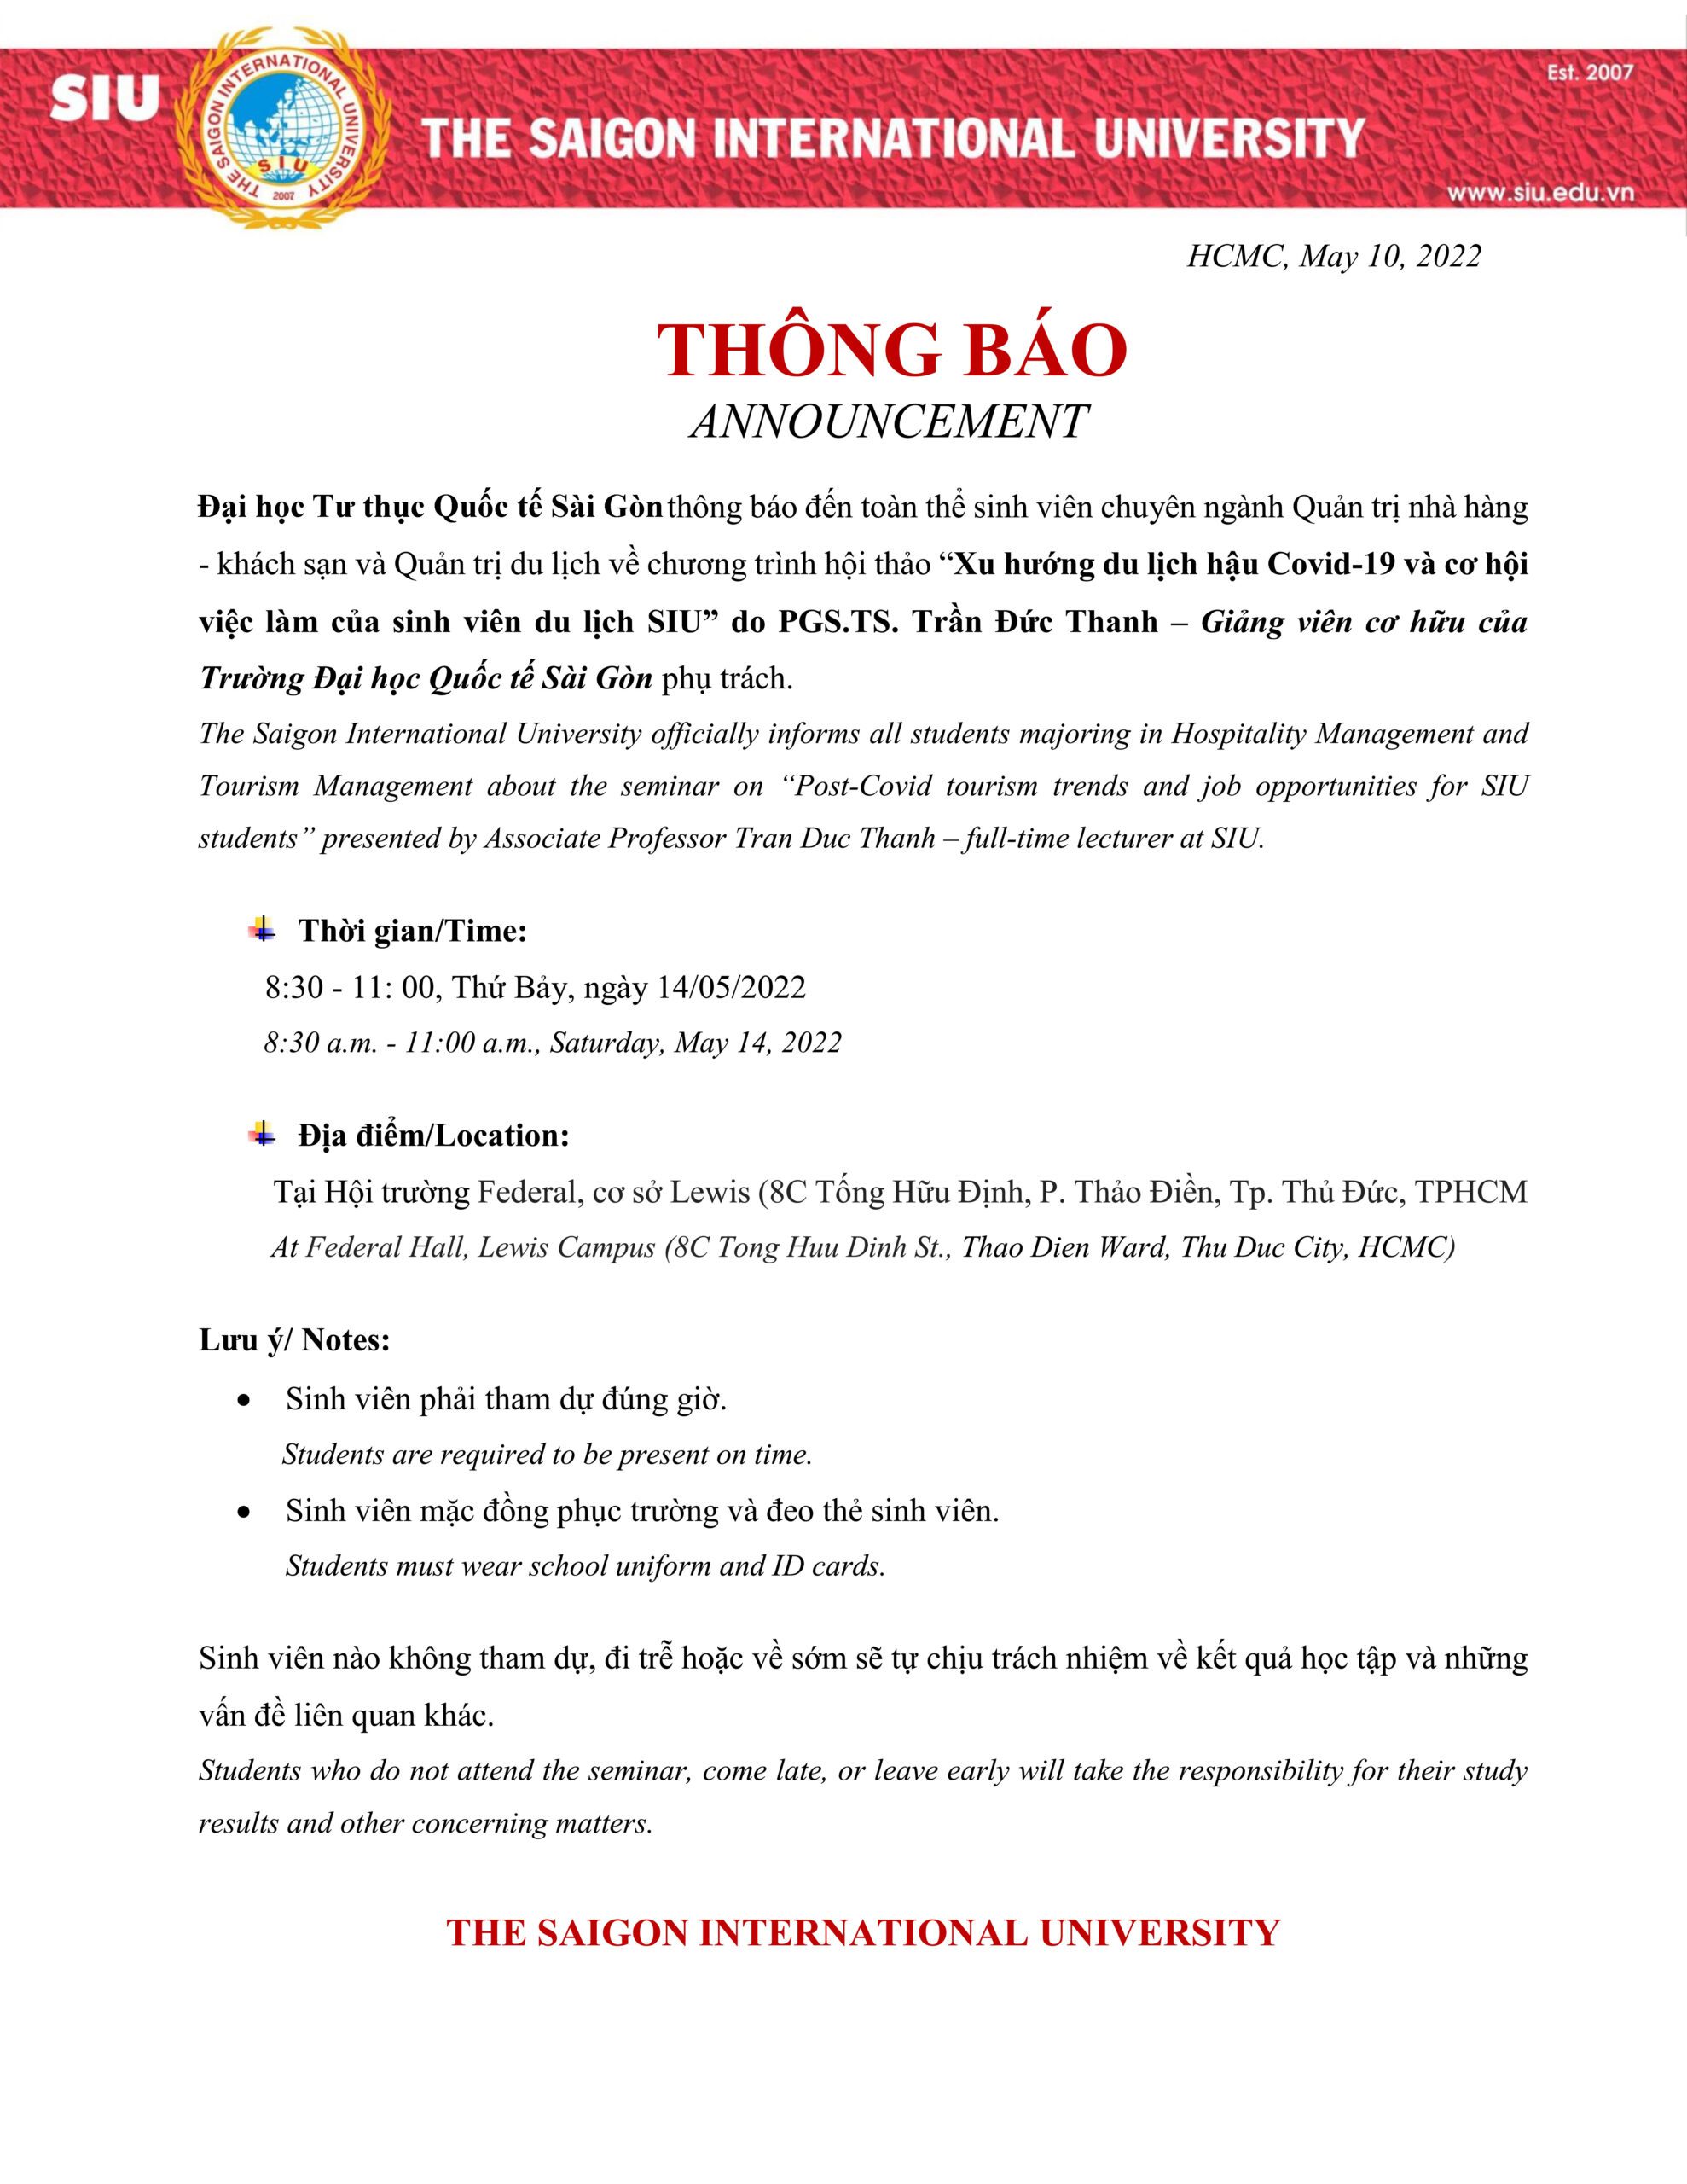 SIU
THE SAIGON INTERNATIONAL UNIVERSITY
SIU
2007
Est. 2007
THE SAIGON INTERNATIONAL UNIVERSITY
www.siu.edu.vn
HCMC, May 10, 2022
THÔNG BÁO
ANNOUNCEMENT
Đại học Tư thục Quốc tế Sài Gòn thông báo đến toàn thể sinh viên chuyên ngành Quản trị nhà hàng
- khách sạn và Quản trị du lịch về chương trình hội thảo “Xu hướng du lịch hậu Covid-19 và cơ hội
việc làm của sinh viên du lịch SIU” do PGS.TS. Trần Đức Thanh – Giảng viên cơ hữu của
Trường Đại học Quốc tế Sài Gòn phụ trách.
The Saigon International University officially informs all students majoring in Hospitality Management and
Tourism Management about the seminar on “Post-Covid tourism trends and job opportunities for SIU
students” presented by Associate Professor Tran Duc Thanh – full-time lecturer at SIU.
Thời gian/Time:
8:30 - 11: 00, Thứ Bảy, ngày 14/05/2022
8:30 a.m. - 11:00 a.m., Saturday, May 14, 2022
Địa điểm/Location:
Tại Hội trường Federal, cơ sở Lewis (8C Tống Hữu Định, P. Thảo Điền, Tp. Thủ Đức, TPHCM
At Federal Hall, Lewis Campus (8C Tong Huu Dinh St., Thao Dien Ward, Thu Duc City, HCMC)
Lưu ý/ Notes:
• Sinh viên phải tham dự đúng giờ.
Students are required to be present on time.
• Sinh viên mặc đồng phục trường và đeo thẻ sinh viên.
Students must wear school uniform and ID cards.
Sinh viên nào không tham dự, đi trễ hoặc về sớm sẽ tự chịu trách nhiệm về kết quả học tập và những
vấn đề liên quan khác.
Students who do not attend the seminar, come late, or leave early will take the responsibility for their study
results and other concerning matters.
THE SAIGON INTERNATIONAL UNIVERSITY